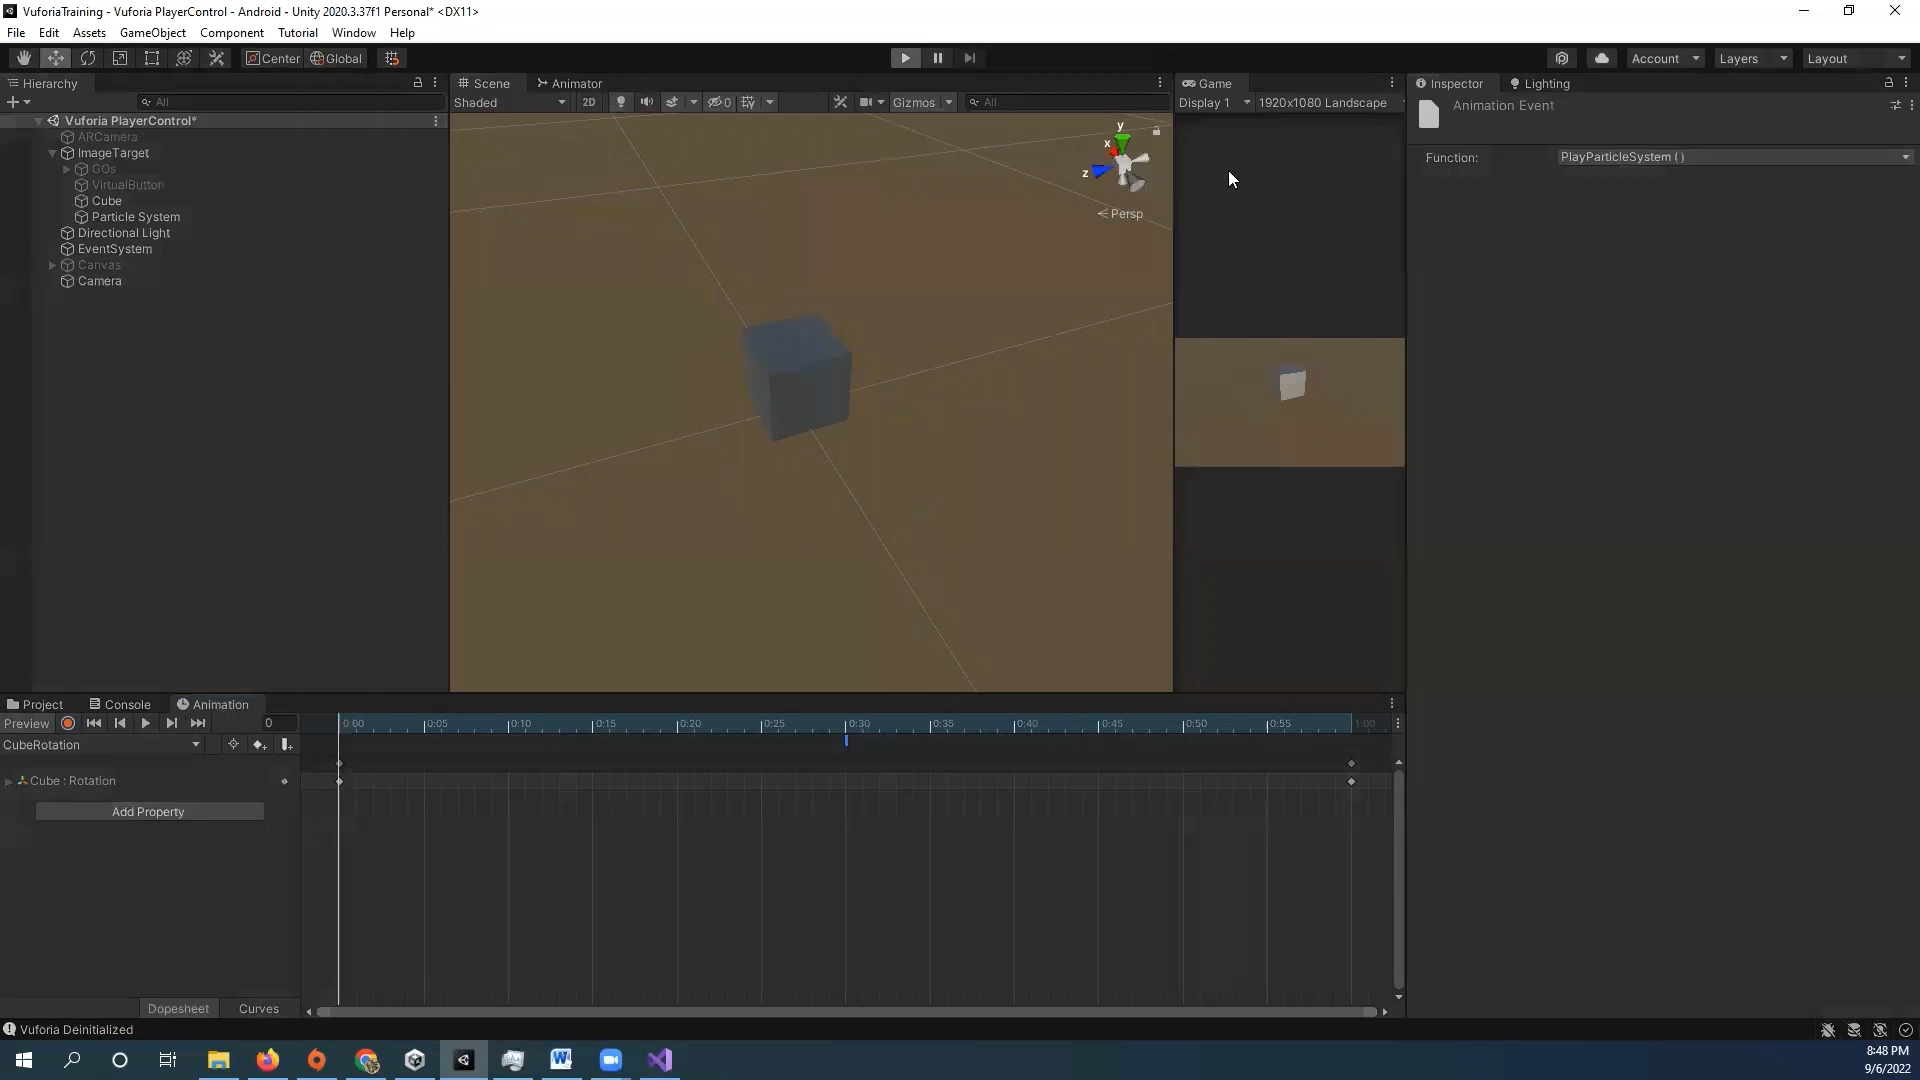 VuforiaTraining - Vuforia PlayerControl - Android - Unity 2020.3.37f1 Personal* <DX11>
File Edit Assets GameObject Component Tutorial Window Help
Center Global Account Layers Layout
Hierarchy Scene Animator Game Inspector Lighting
All Shaded 2D 0 Gizmos All Display 1 1920x1080 Landscape Animation Event
Vuforia PlayerControl*
ARCamera
ImageTarget
GOs
VirtualButton
Cube
Particle System
Directional Light
EventSystem
Canvas
Camera
y
x
z
Persp
Function: PlayParticleSystem ( )
Project Console Animation
Preview 0 0:00 0:05 0:10 0:15 0:20 0:25 0:30 0:35 0:40 0:45 0:50 0:55 1:00
CubeRotation
Cube : Rotation
Add Property
Dopesheet Curves
Vuforia Deinitialized
8:48 PM
9/6/2022